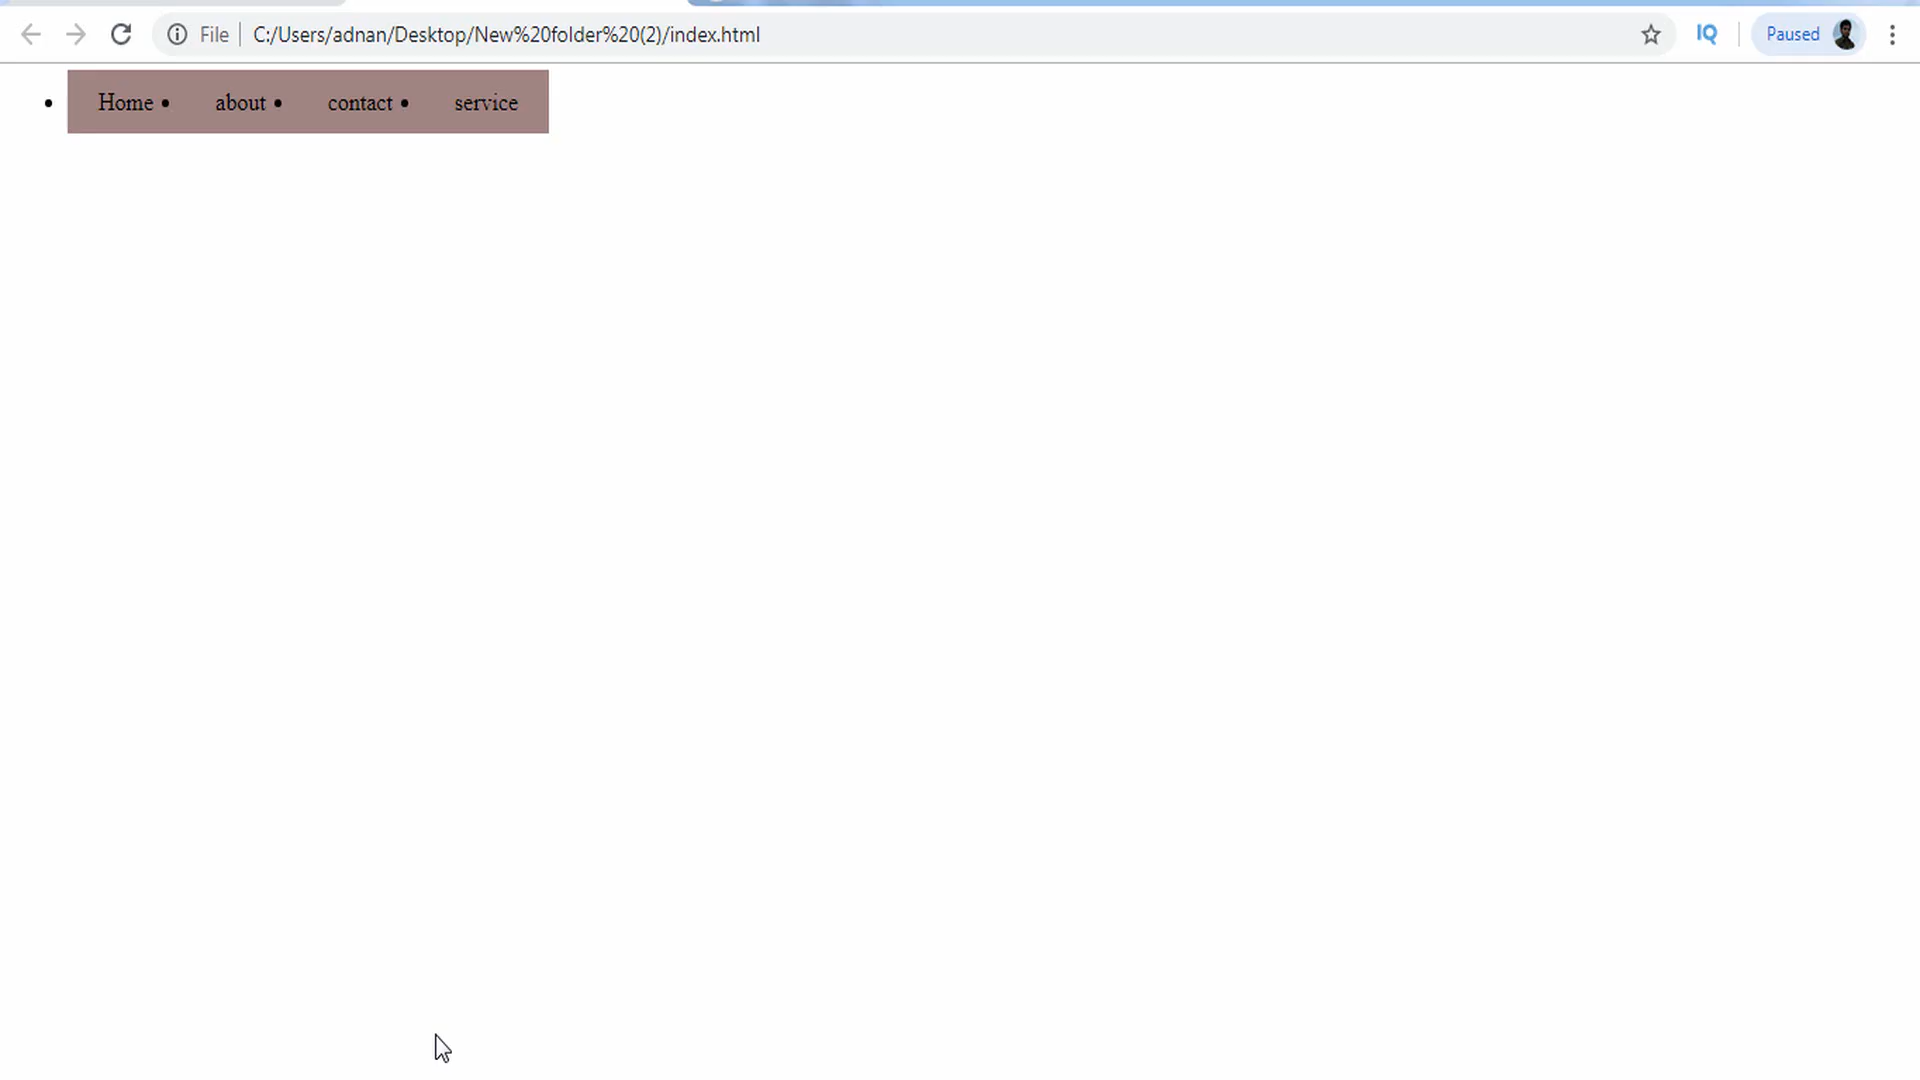 File C:/Users/adnan/Desktop/New%20folder%20(2)/index.html IQ Paused
• Home • about • contact • service